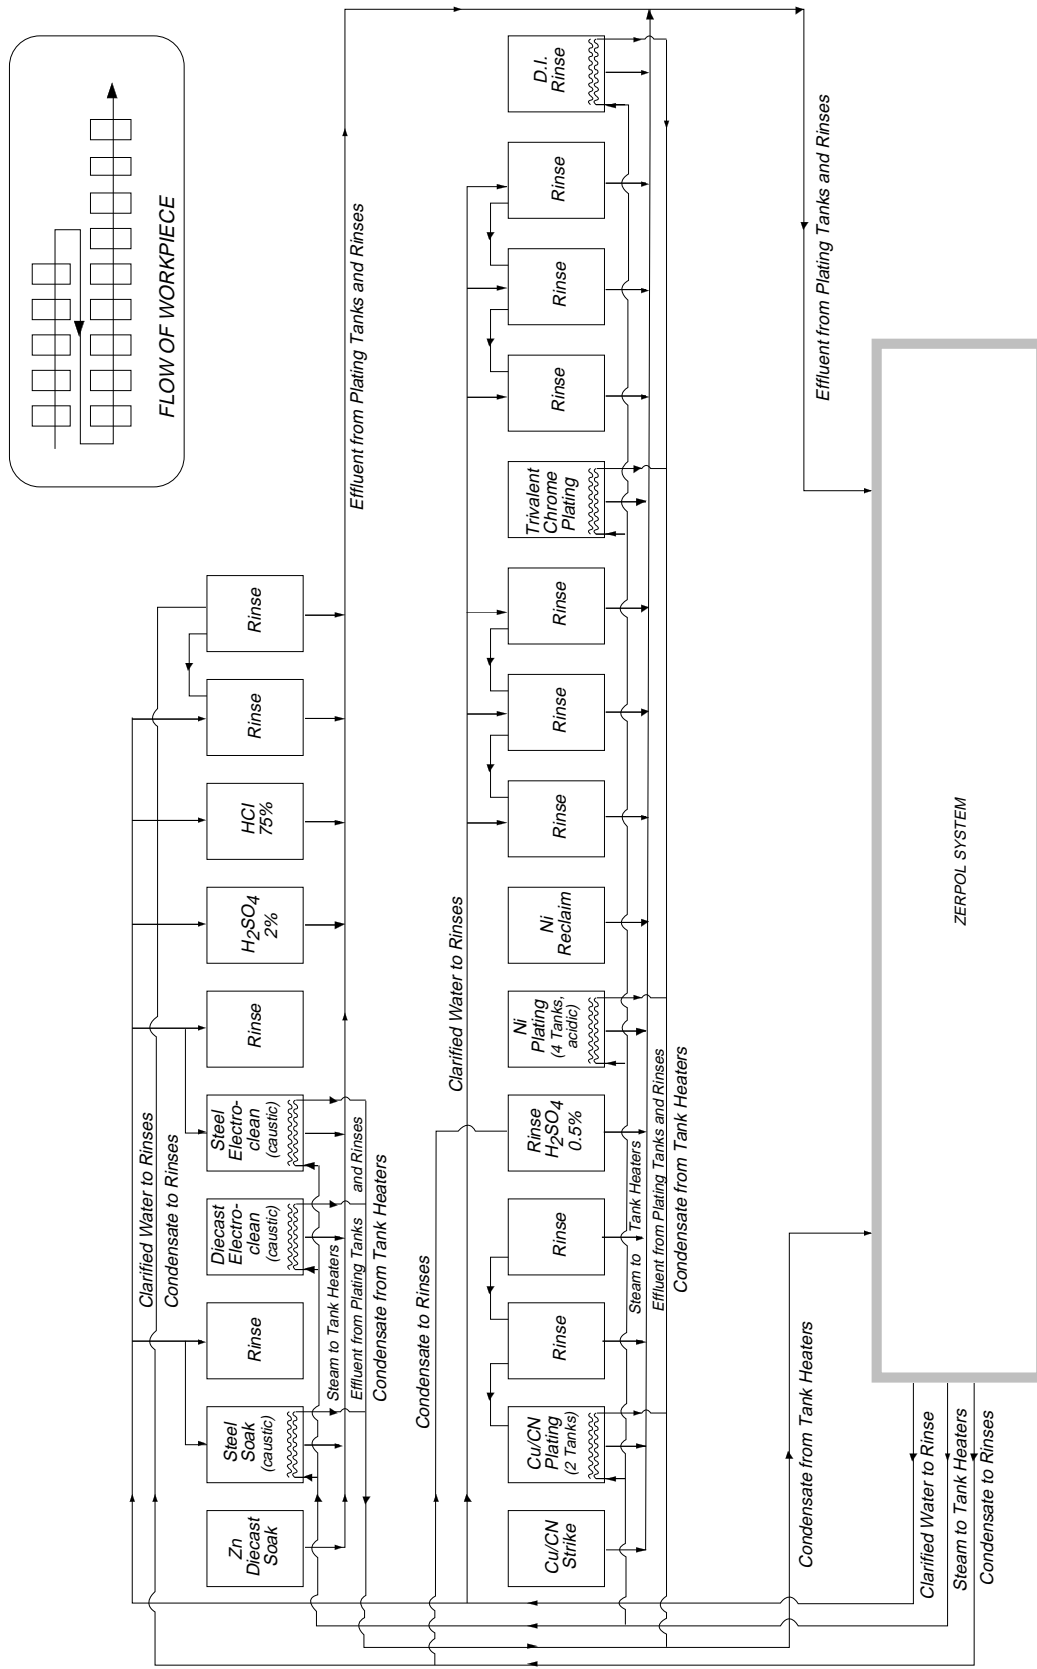 FLOW OF WORKPIECE
Clarified Water to Rinses
Condensate to Rinses
Zn
Diecast
Soak
Steel
Soak
(caustic)
Rinse
Diecast
Electro-
clean
(caustic)
Steel
Electro-
clean
(caustic)
Rinse
H2SO4
2%
HCl
75%
Rinse
Rinse
Steam to Tank Heaters
Effluent from Plating Tanks and Rinses
Condensate from Tank Heaters
Effluent from Plating Tanks and Rinses
Condensate to Rinses
Clarified Water to Rinses
Cu/CN
Strike
Cu/CN
Plating
(2 Tanks)
Rinse
Rinse
Rinse
H2SO4
0.5%
Ni
Plating
(4 Tanks,
acidic)
Ni
Reclaim
Rinse
Rinse
Rinse
Trivalent
Chrome
Plating
Rinse
Rinse
Rinse
D.I.
Rinse
Steam to Tank Heaters
Effluent from Plating Tanks and Rinses
Condensate from Tank Heaters
Condensate from Tank Heaters
Effluent from Plating Tanks and Rinses
Clarified Water to Rinse
Steam to Tank Heaters
Condensate to Rinses
ZERPOL SYSTEM